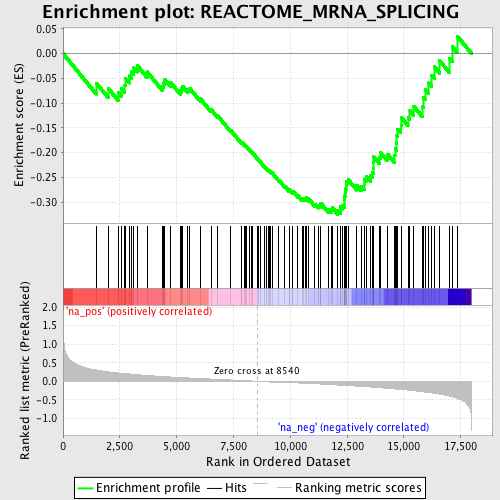 Enrichment plot: REACTOME_MRNA_SPLICING
Enrichment score (ES)
0.05
0.00
-0.05
-0.10
-0.15
-0.20
-0.25
-0.30
'na_pos' (positively correlated)
Ranked list metric (PreRanked)
2.0
1.5
1.0
0.5
0.0
-0.5
-1.0
Zero cross at 8540
'na_neg' (negatively correlated)
0
2,500
5,000
7,500
10,000
12,500
15,000
17,500
Rank in Ordered Dataset
Enrichment profile
Hits
Ranking metric scores